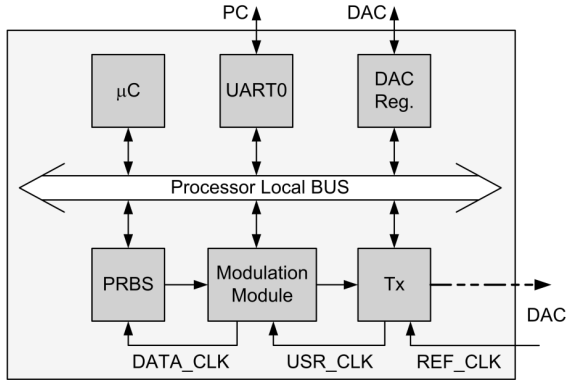 PC
DAC
μC
UART0
DAC
Reg.
Processor Local BUS
PRBS
Modulation
Module
Tx
DAC
DATA_CLK
USR_CLK
REF_CLK